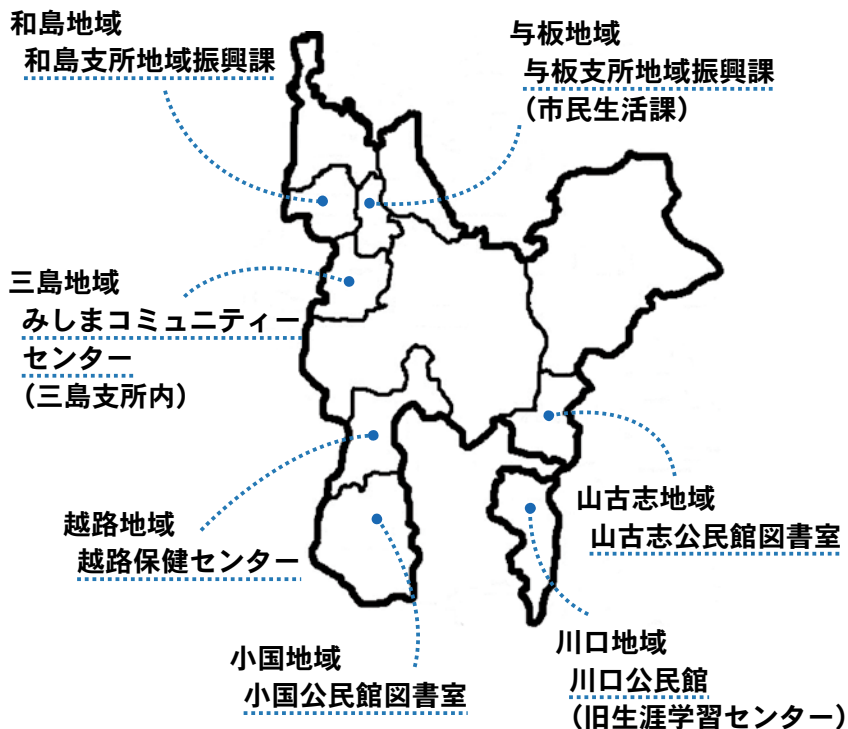 和島地域
和島支所地域振興課
与板地域
与板支所地域振興課
（市民生活課）
三島地域
みしまコミュニティー
センター
（三島支所内）
越路地域
越路保健センター
山古志地域
山古志公民館図書室
小国地域
小国公民館図書室
川口地域
川口公民館
（旧生涯学習センター）